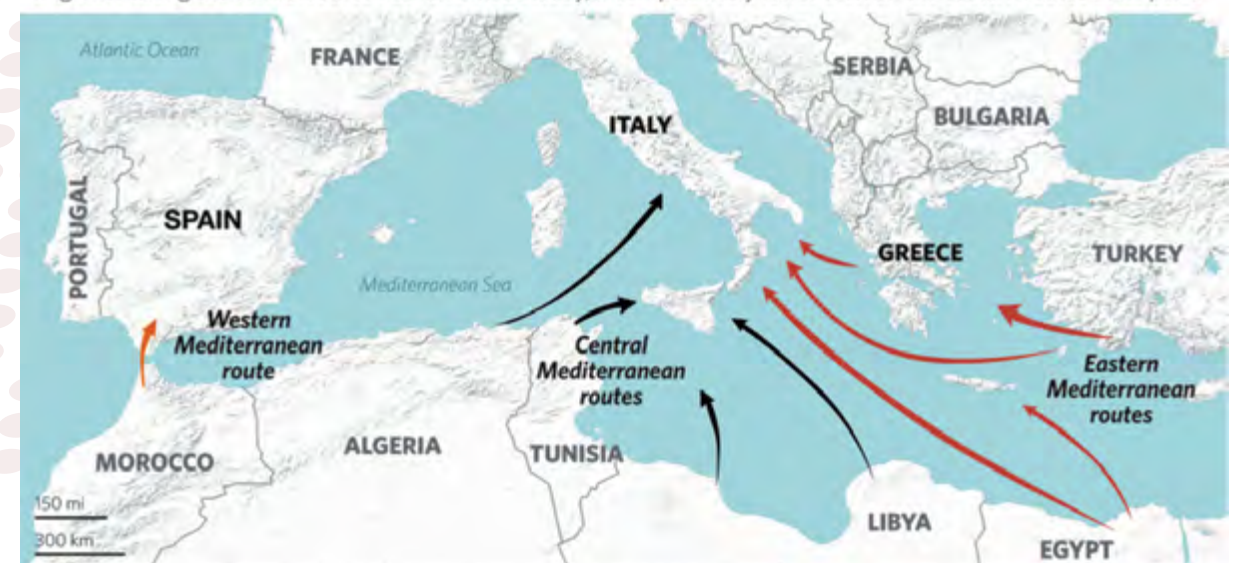 Atlantic Ocean
FRANCE
SERBIA
ITALY
BULGARIA
PORTUGAL
SPAIN
GREECE
TURKEY
Mediterranean Sea
Western
Mediterranean
route
Central
Mediterranean
routes
Eastern
Mediterranean
routes
MOROCCO
ALGERIA
TUNISIA
LIBYA
EGYPT
150 mi
300 km